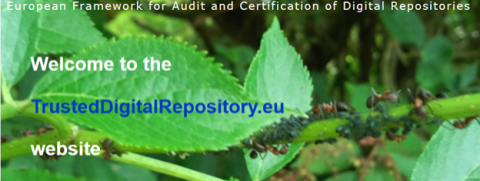 European Framework for Audit and Certification of Digital Repositories
Welcome to the
TrustedDigitalRepository.eu
website